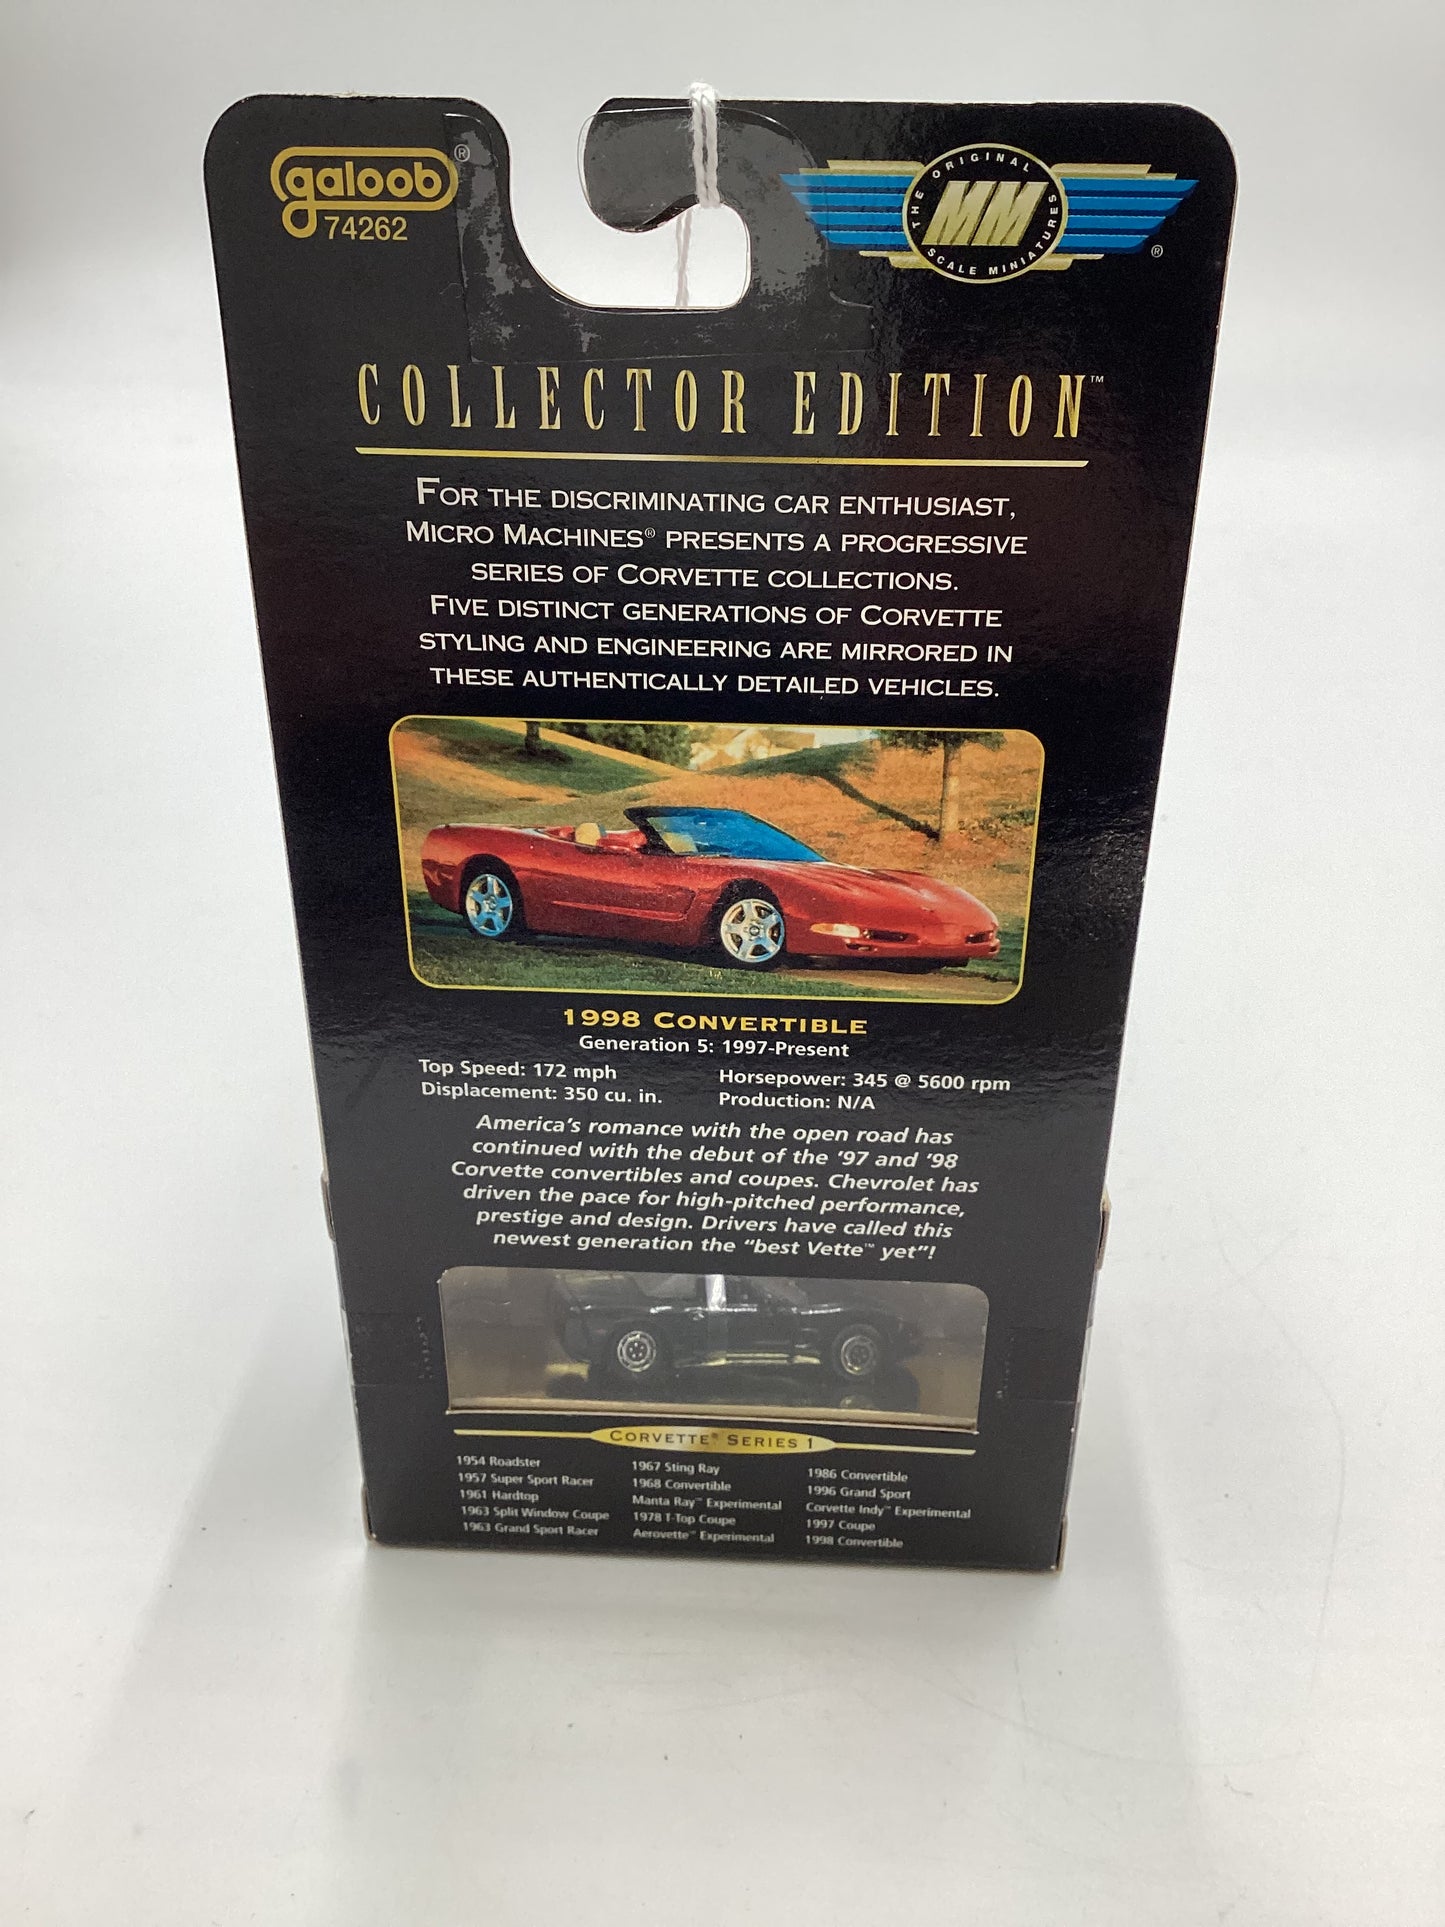 galoob®
74262
THE ORIGINAL
MM
SCALE MINIATURES
®
COLLECTOR EDITION™
FOR THE DISCRIMINATING CAR ENTHUSIAST,
MICRO MACHINES® PRESENTS A PROGRESSIVE
SERIES OF CORVETTE COLLECTIONS.
FIVE DISTINCT GENERATIONS OF CORVETTE
STYLING AND ENGINEERING ARE MIRRORED IN
THESE AUTHENTICALLY DETAILED VEHICLES.
1998 CONVERTIBLE
Generation 5: 1997-Present
Top Speed: 172 mph
Displacement: 350 cu. in.
Horsepower: 345 @ 5600 rpm
Production: N/A
America's romance with the open road has
continued with the debut of the '97 and '98
Corvette convertibles and coupes. Chevrolet has
driven the pace for high-pitched performance,
prestige and design. Drivers have called this
newest generation the "best Vette™ yet"!
CORVETTE® SERIES 1
1954 Roadster
1957 Super Sport Racer
1961 Hardtop
1963 Split Window Coupe
1963 Grand Sport Racer
1967 Sting Ray
1968 Convertible
Manta Ray™ Experimental
1978 T-Top Coupe
Aerovette™ Experimental
1986 Convertible
1996 Grand Sport
Corvette Indy™ Experimental
1997 Coupe
1998 Convertible